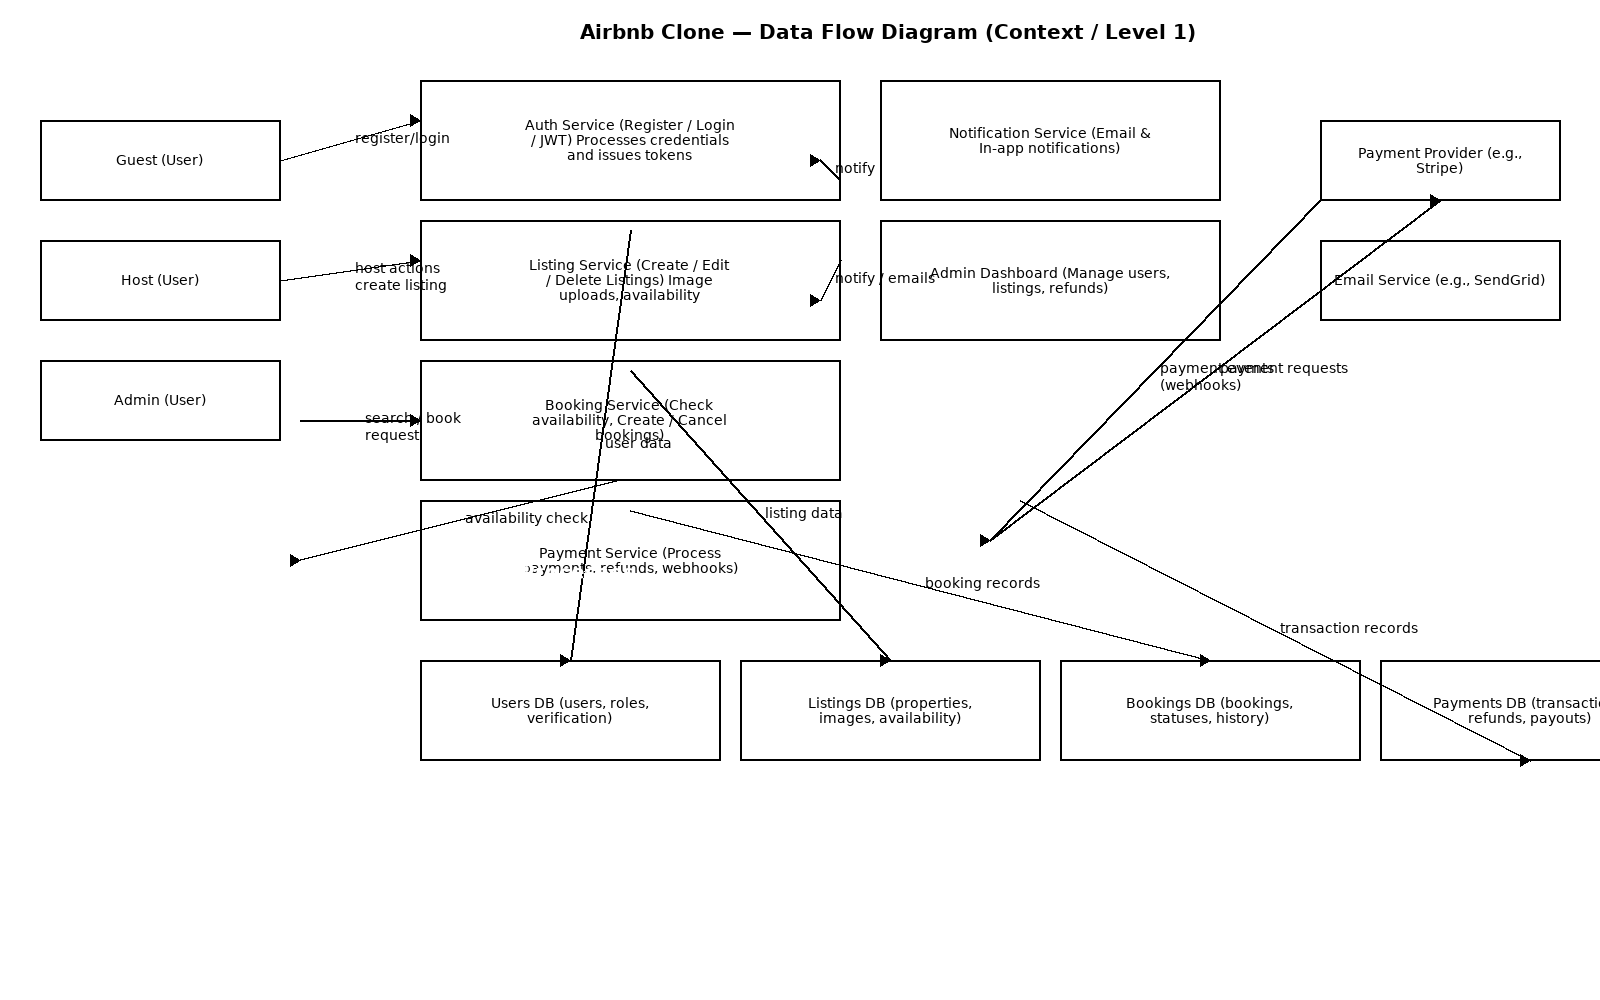 Airbnb Clone — Data Flow Diagram (Context / Level 1)
Guest (User)
register/login
Auth Service (Register / Login
/ JWT) Processes credentials
and issues tokens
notify
Notification Service (Email &
In-app notifications)
Payment Provider (e.g.,
Stripe)
Host (User)
host actions
create listing
Listing Service (Create / Edit
/ Delete Listings) Image
uploads, availability
notify / emails
Admin Dashboard (Manage users,
listings, refunds)
Email Service (e.g., SendGrid)
Admin (User)
search / book
request
Booking Service (Check
availability, Create / Cancel
bookings)
user data
payment events
(webhooks)
payment requests
availability check
listing data
Payment Service (Process
payments, refunds, webhooks)
booking records
transaction records
Users DB (users, roles,
verification)
Listings DB (properties,
images, availability)
Bookings DB (bookings,
statuses, history)
Payments DB (transacti
refunds, payouts)